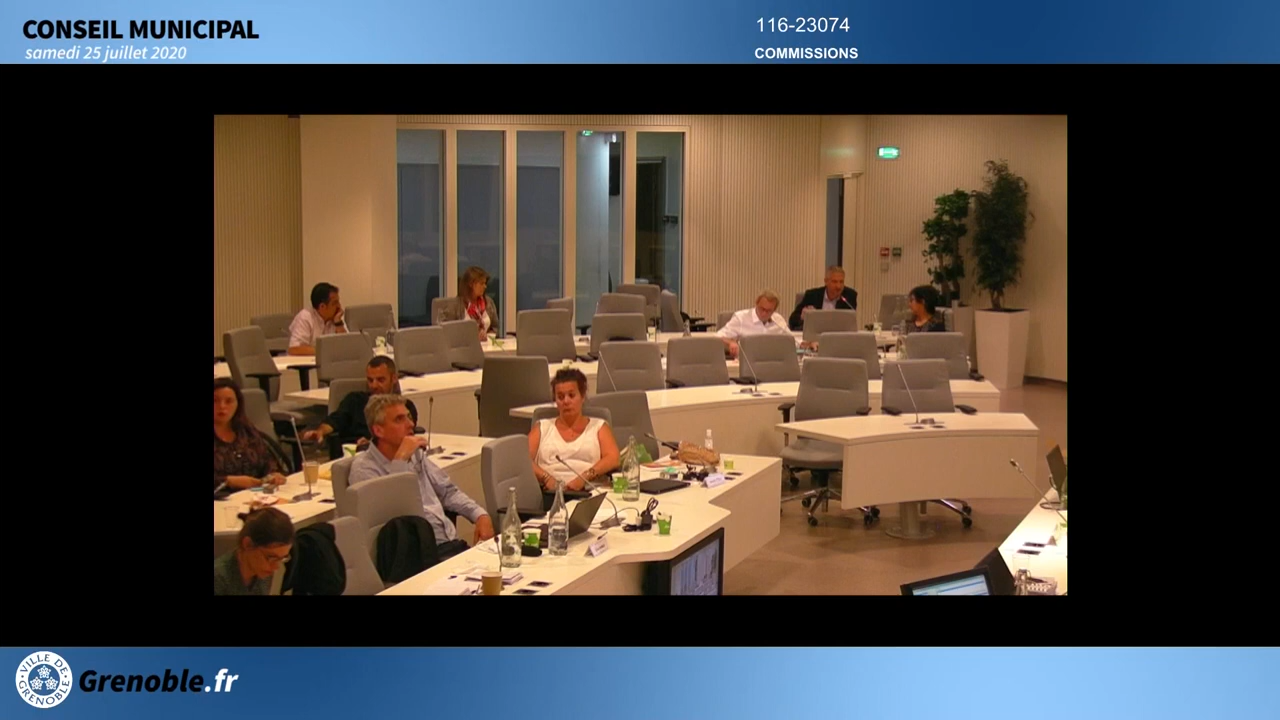 CONSEIL MUNICIPAL
samedi 25 juillet 2020
116-23074
COMMISSIONS
VILLE DE GRENOBLE
Grenoble.fr